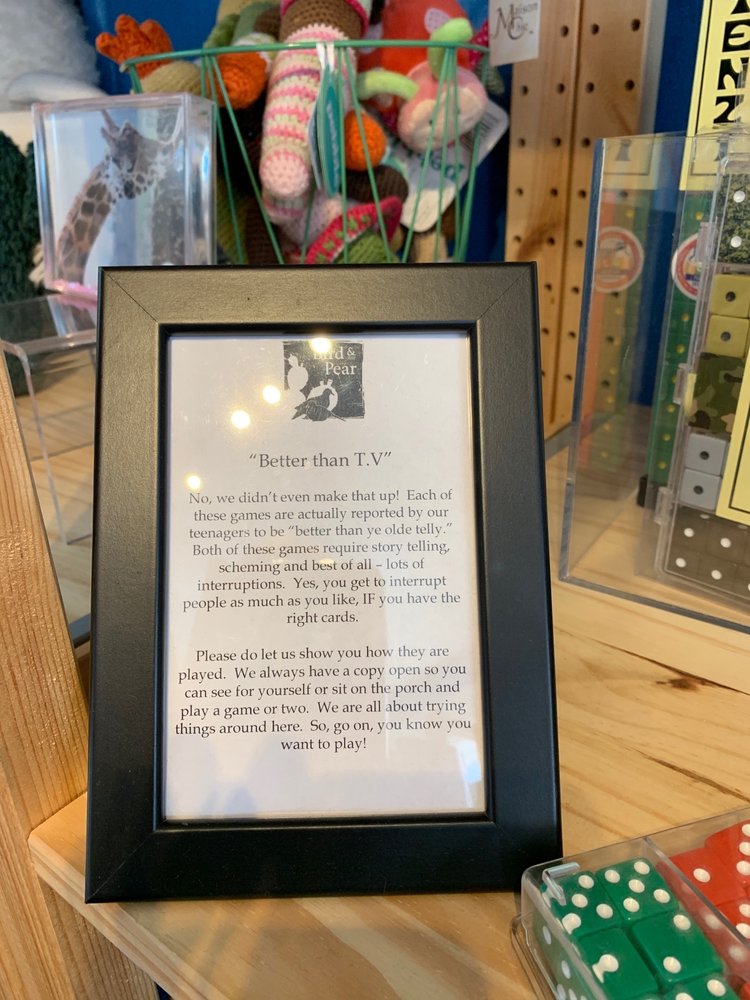 Maison Chic
Bird &
Pear
“Better than T.V”
No, we didn’t even make that up! Each of
these games are actually reported by our
teenagers to be “better than ye olde telly.”
Both of these games require story telling,
scheming and best of all – lots of
interruptions. Yes, you get to interrupt
people as much as you like, IF you have the
right cards.
Please do let us show you how they are
played. We always have a copy open so you
can see for yourself or sit on the porch and
play a game or two. We are all about trying
things around here. So, go on, you know you
want to play!